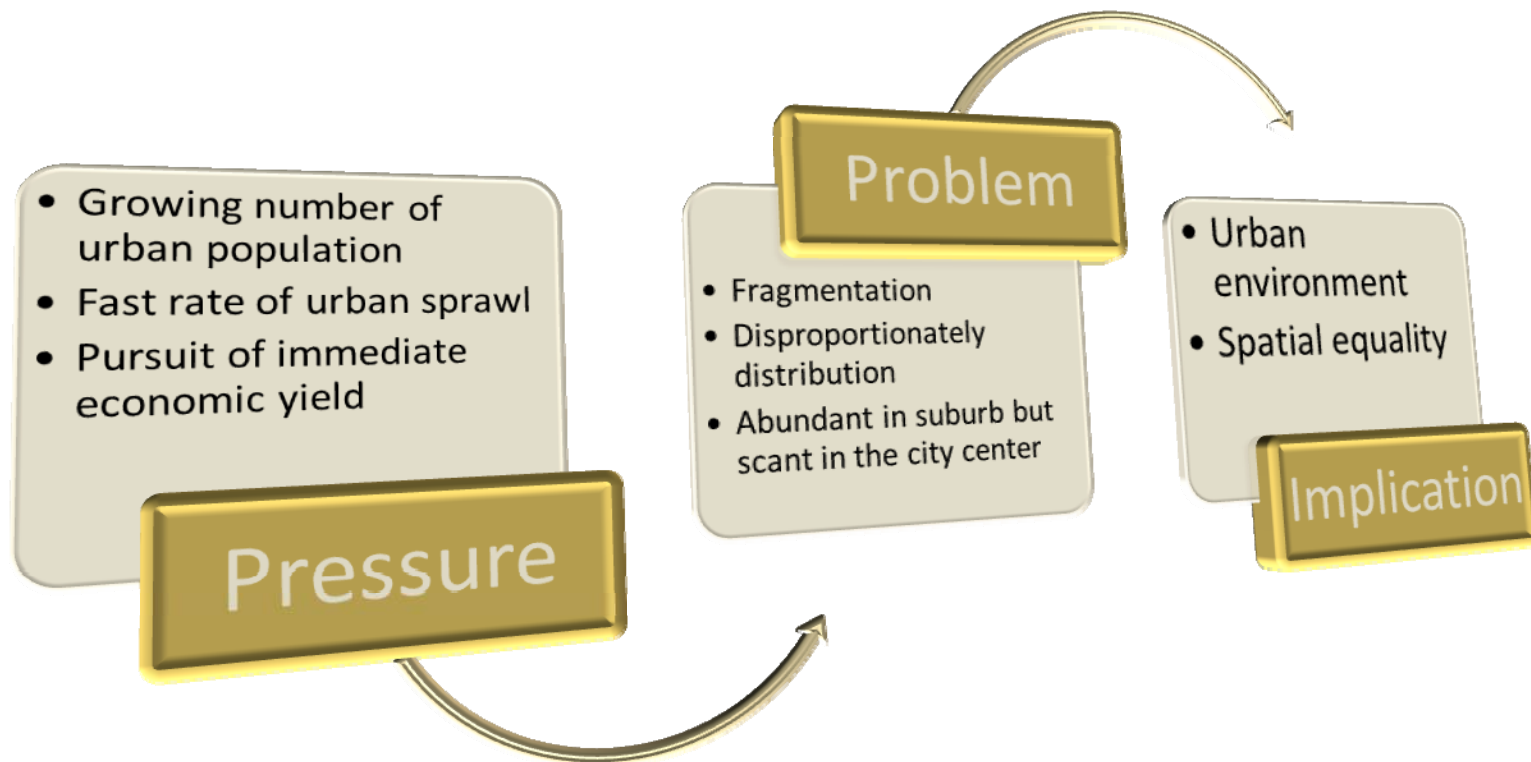 • Growing number of
urban population
• Fast rate of urban sprawl
• Pursuit of immediate
economic yield
Pressure
Problem
• Fragmentation
• Disproportionately
distribution
• Abundant in suburb but
scant in the city center
• Urban
environment
• Spatial equality
Implication